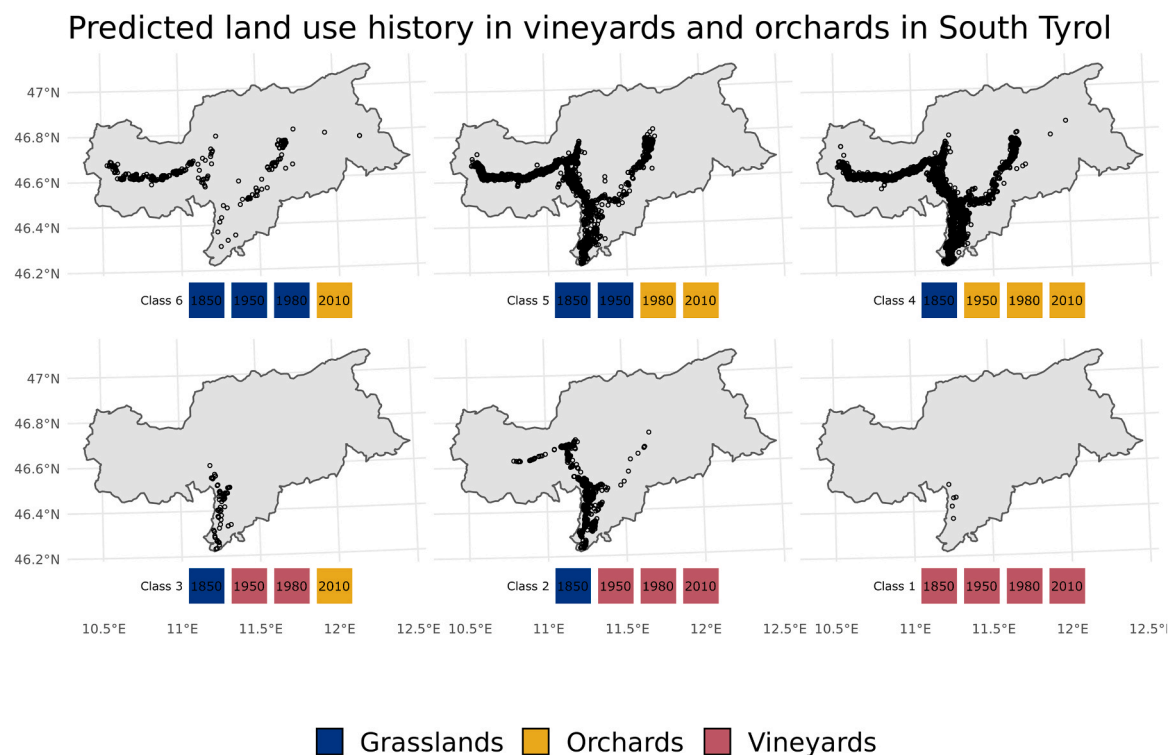 Predicted land use history in vineyards and orchards in South Tyrol
47°N
46.8°N
46.6°N
46.4°N
46.2°N
Class 6 1850 1950 1980 2010
Class 5 1850 1950 1980 2010
Class 4 1850 1950 1980 2010
47°N
46.8°N
46.6°N
46.4°N
46.2°N
Class 3 1850 1950 1980 2010
Class 2 1850 1950 1980 2010
Class 1 1850 1950 1980 2010
10.5°E 11°E 11.5°E 12°E 12.5°E 10.5°E 11°E 11.5°E 12°E 12.5°E 10.5°E 11°E 11.5°E 12°E 12.5°
Grasslands Orchards Vineyards